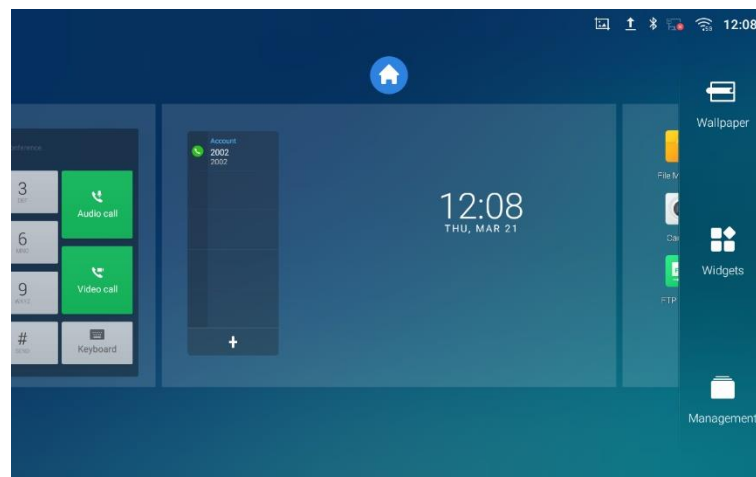 12:08
Wallpaper
Account
2002
2002
3
Audio call
12:08
THU, MAR 21
File M
6
Video call
Widgets
9
FTP
#
Keyboard
Management